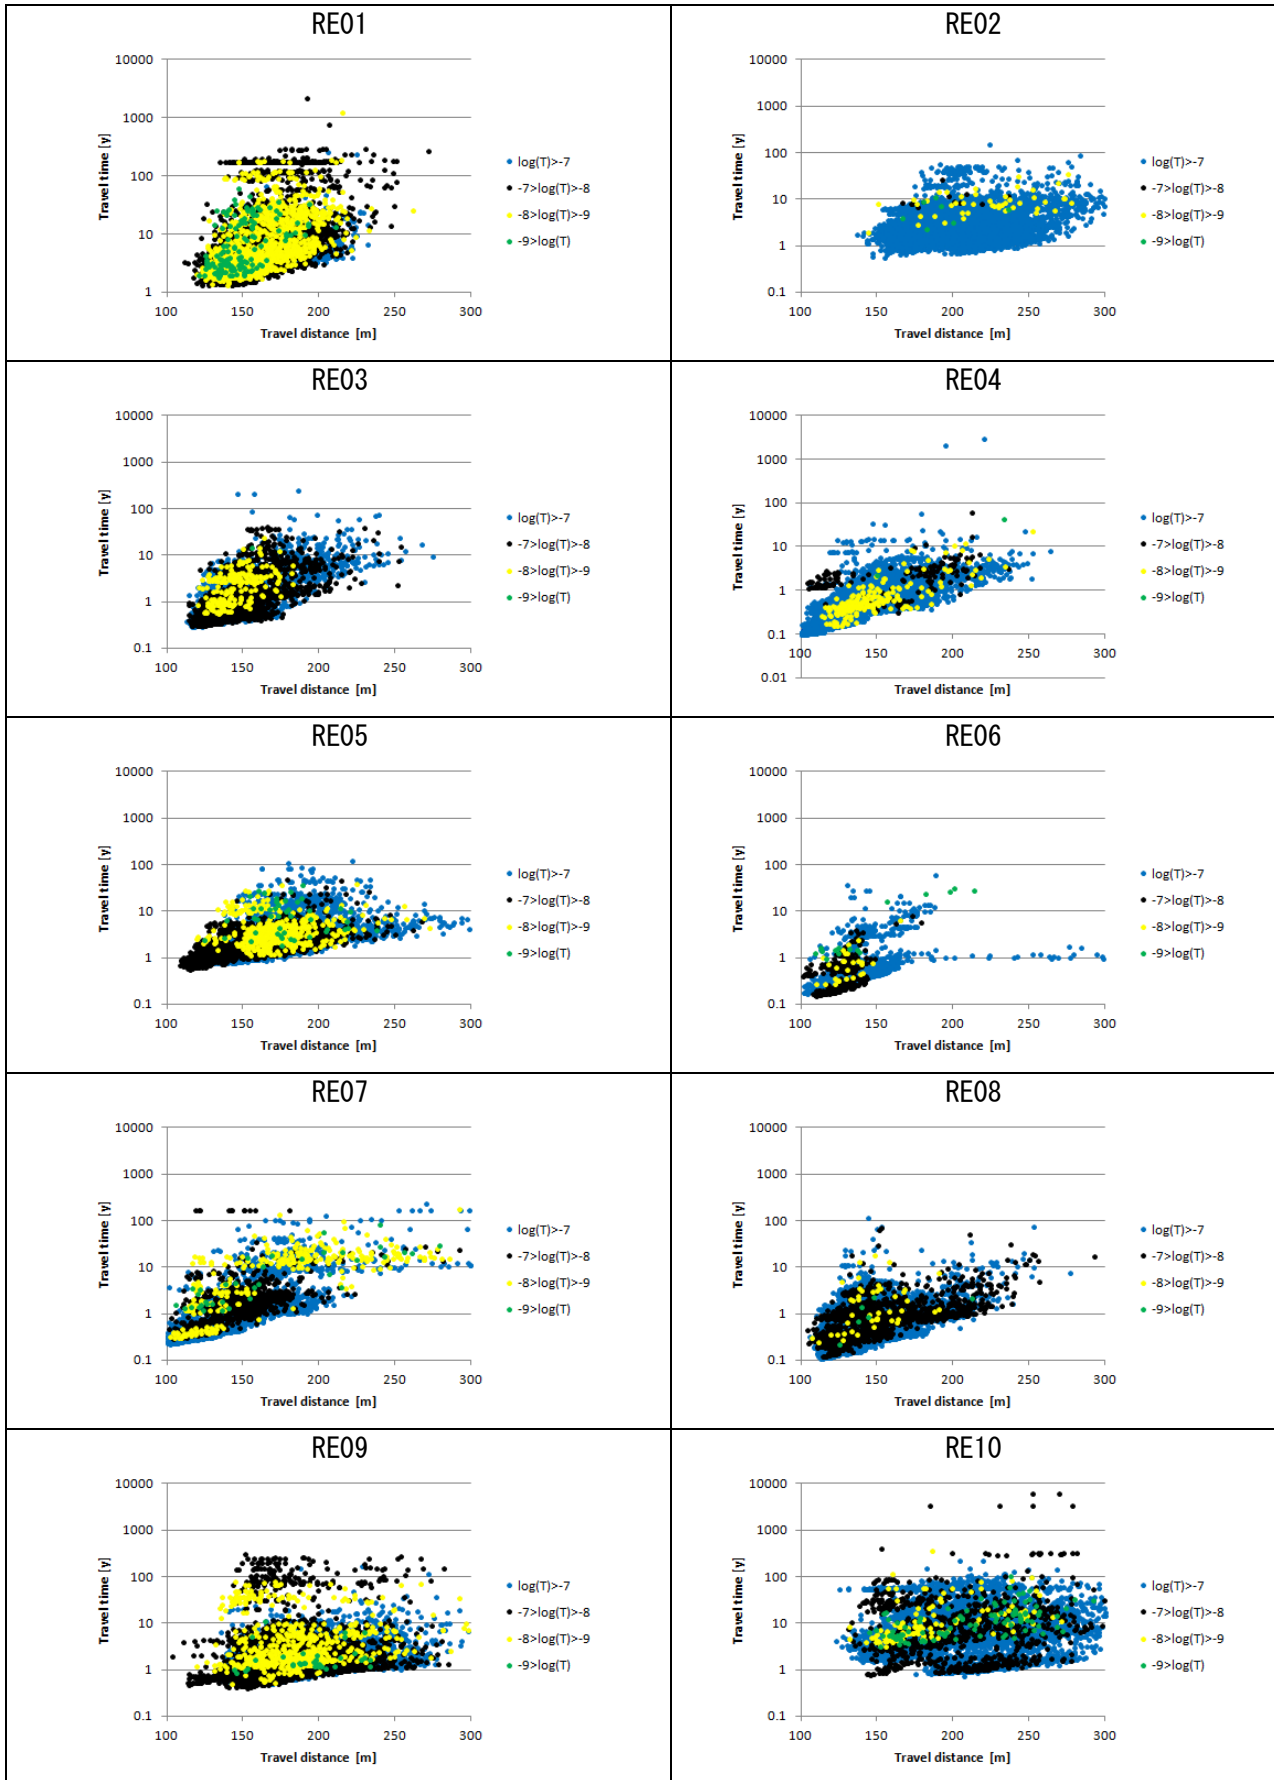 RE01
10000
1000
100
10
1
100 150 200 250 300
Travel time [y]
Travel distance [m]
log(T)>-7
-7>log(T)>-8
-8>log(T)>-9
-9>log(T)
RE02
10000
1000
100
10
1
0.1
100 150 200 250 300
Travel time [y]
Travel distance [m]
log(T)>-7
-7>log(T)>-8
-8>log(T)>-9
-9>log(T)
RE03
10000
1000
100
10
1
0.1
100 150 200 250 300
Travel time [y]
Travel distance [m]
log(T)>-7
-7>log(T)>-8
-8>log(T)>-9
-9>log(T)
RE04
10000
1000
100
10
1
0.1
0.01
100 150 200 250 300
Travel time [y]
Travel distance [m]
log(T)>-7
-7>log(T)>-8
-8>log(T)>-9
-9>log(T)
RE05
10000
1000
100
10
1
0.1
100 150 200 250 300
Travel time [y]
Travel distance [m]
log(T)>-7
-7>log(T)>-8
-8>log(T)>-9
-9>log(T)
RE06
10000
1000
100
10
1
0.1
100 150 200 250 300
Travel time [y]
Travel distance [m]
log(T)>-7
-7>log(T)>-8
-8>log(T)>-9
-9>log(T)
RE07
10000
1000
100
10
1
0.1
100 150 200 250 300
Travel time [y]
Travel distance [m]
log(T)>-7
-7>log(T)>-8
-8>log(T)>-9
-9>log(T)
RE08
10000
1000
100
10
1
0.1
100 150 200 250 300
Travel time [y]
Travel distance [m]
log(T)>-7
-7>log(T)>-8
-8>log(T)>-9
-9>log(T)
RE09
10000
1000
100
10
1
0.1
100 150 200 250 300
Travel time [y]
Travel distance [m]
log(T)>-7
-7>log(T)>-8
-8>log(T)>-9
-9>log(T)
RE10
10000
1000
100
10
1
0.1
100 150 200 250 300
Travel time [y]
Travel distance [m]
log(T)>-7
-7>log(T)>-8
-8>log(T)>-9
-9>log(T)